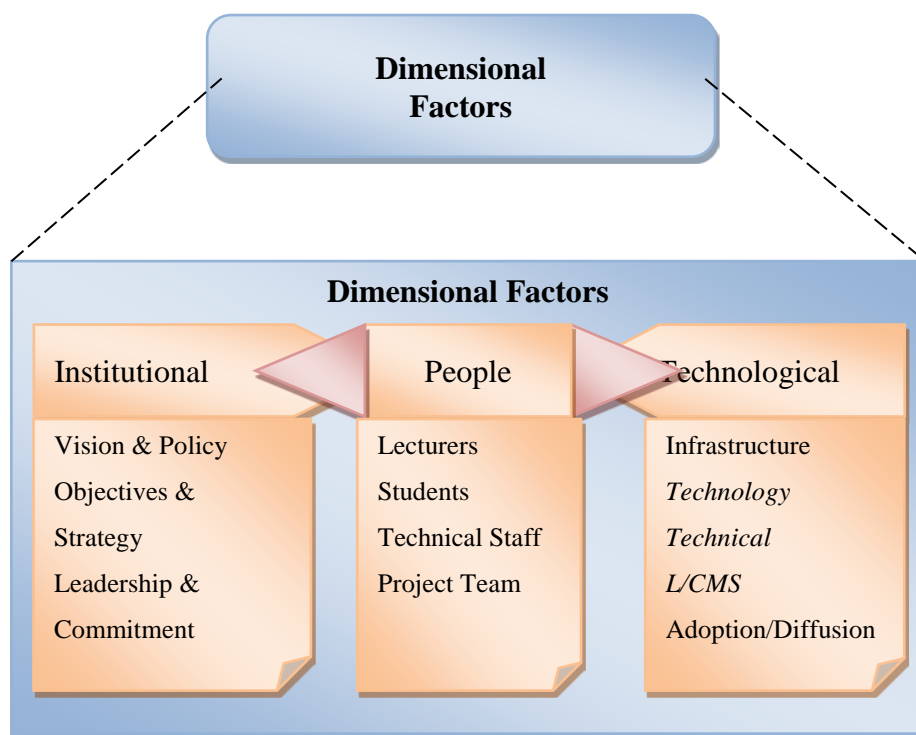 Dimensional
Factors
Dimensional Factors
Institutional
People
Technological
Vision & Policy
Objectives &
Strategy
Leadership &
Commitment
Lecturers
Students
Technical Staff
Project Team
Infrastructure
Technology
Technical
L/CMS
Adoption/Diffusion